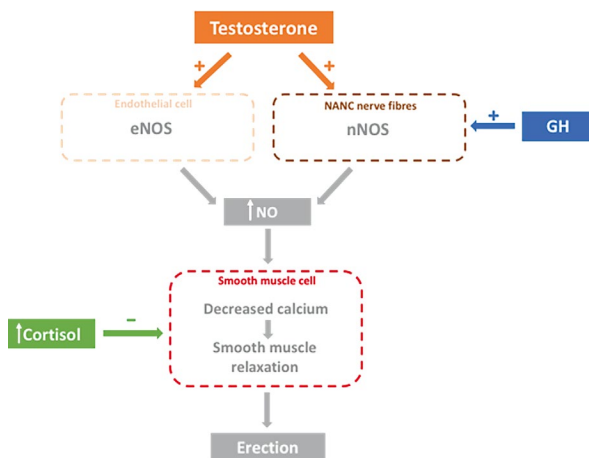 Testosterone
+ +
Endothelial cell
eNOS
NANC nerve fibres
nNOS
+
GH
↑NO
Smooth muscle cell
Decreased calcium
Smooth muscle
relaxation
↑Cortisol
−
Erection